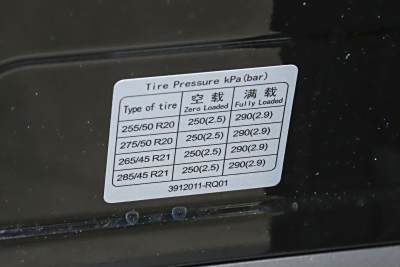 Tire Pressure kPa(bar)
Type of tire 空载 满载
Zero Loaded Fully Loaded
255/50 R20 250(2.5) 290(2.9)
275/50 R20 250(2.5) 290(2.9)
265/45 R21 250(2.5) 290(2.9)
285/45 R21 250(2.5) 290(2.9)
3912011-RQ01